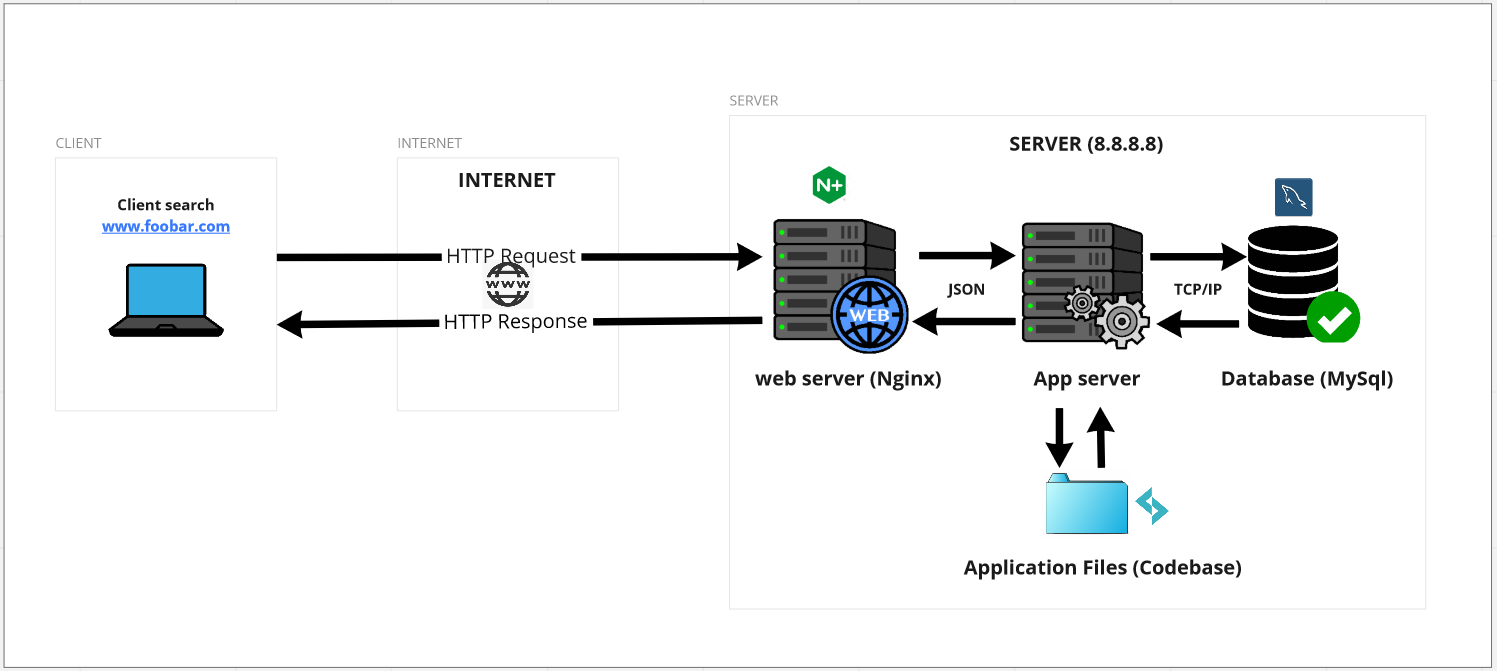 CLIENT
Client search
www.foobar.com
INTERNET
INTERNET
HTTP Request
WWW
HTTP Response
SERVER
SERVER (8.8.8.8)
N+
WEB
web server (Nginx)
JSON
App server
TCP/IP
Database (MySql)
Application Files (Codebase)